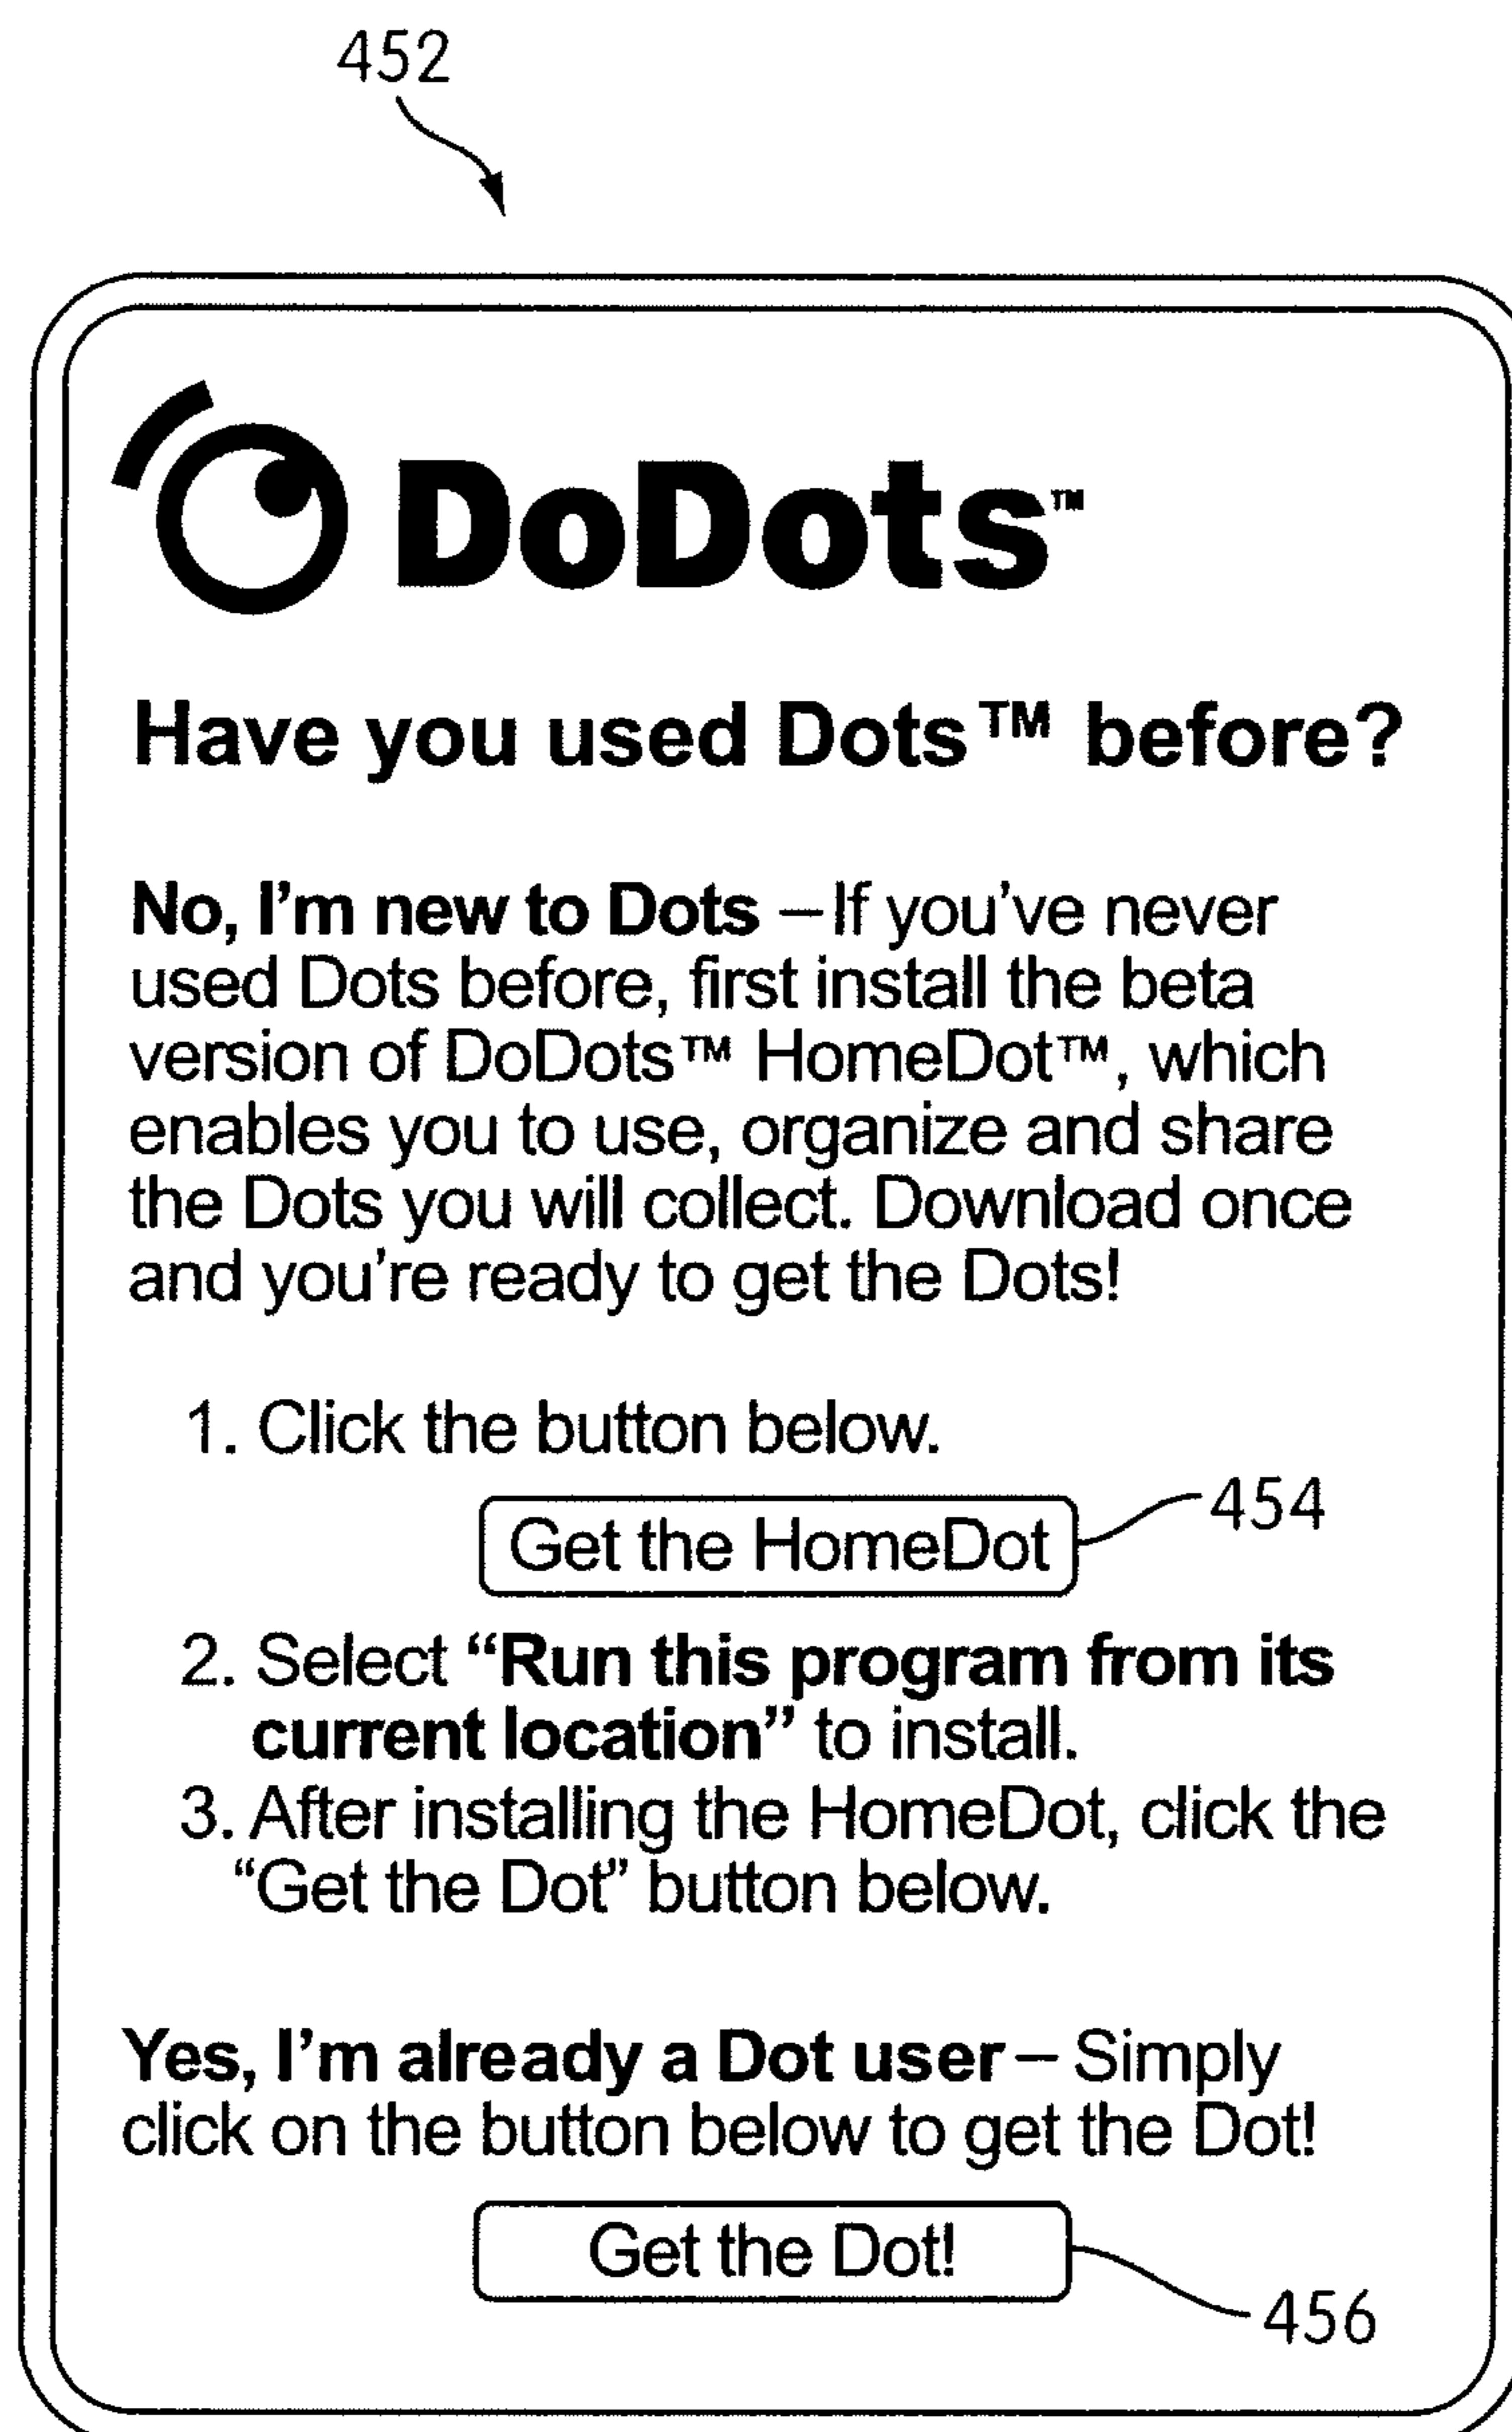 452
DoDots™
Have you used Dots™ before?
No, I'm new to Dots – If you've never
used Dots before, first install the beta
version of DoDots™ HomeDot™, which
enables you to use, organize and share
the Dots you will collect. Download once
and you're ready to get the Dots!
1. Click the button below.
Get the HomeDot 454
2. Select “Run this program from its
current location” to install.
3. After installing the HomeDot, click the
“Get the Dot” button below.
Yes, I'm already a Dot user – Simply
click on the button below to get the Dot!
Get the Dot!
456